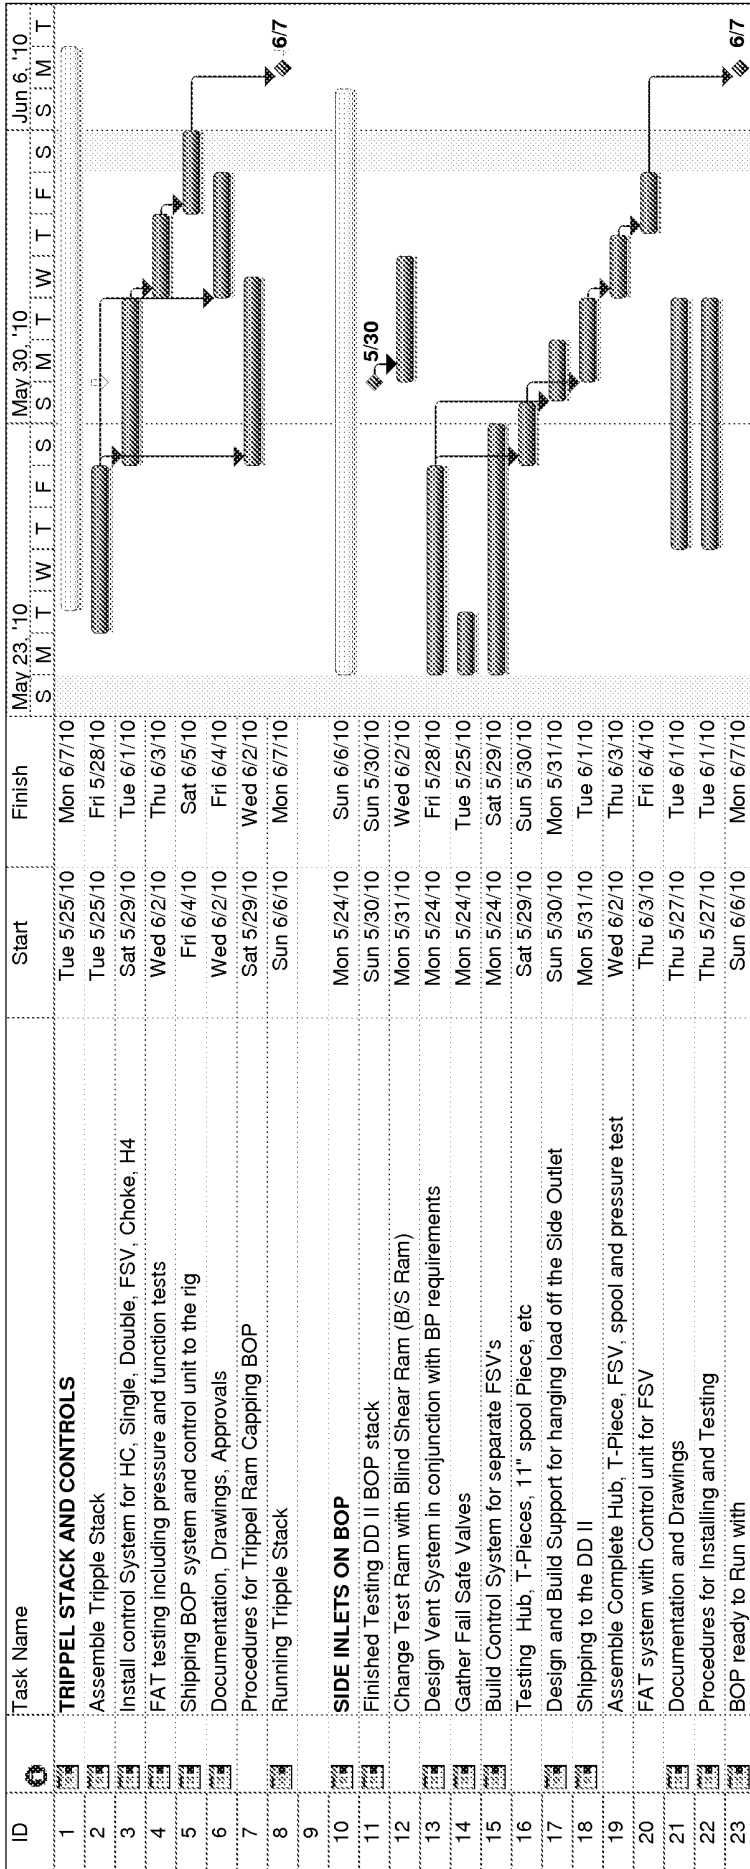 ID Task Name Start Finish May 23, '10 May 30, '10 Jun 6, '10
S M T W T F S S M T W T F S S M T
1 TRIPPEL STACK AND CONTROLS Tue 5/25/10 Mon 6/7/10
2 Assemble Tripple Stack Tue 5/25/10 Fri 5/28/10
3 Install control System for HC, Single, Double, FSV, Choke, H4 Sat 5/29/10 Tue 6/1/10
4 FAT testing including pressure and function tests Wed 6/2/10 Thu 6/3/10
5 Shipping BOP system and control unit to the rig Fri 6/4/10 Sat 6/5/10
6 Documentation, Drawings, Approvals Wed 6/2/10 Fri 6/4/10
7 Procedures for Trippel Ram Capping BOP Sat 5/29/10 Wed 6/2/10
8 Running Tripple Stack Sun 6/6/10 Mon 6/7/10 6/7
9
10 SIDE INLETS ON BOP Mon 5/24/10 Sun 6/6/10
11 Finished Testing DD II BOP stack Sun 5/30/10 Sun 5/30/10 5/30
12 Change Test Ram with Blind Shear Ram (B/S Ram) Mon 5/31/10 Wed 6/2/10
13 Design Vent System in conjunction with BP requirements Mon 5/24/10 Fri 5/28/10
14 Gather Fail Safe Valves Mon 5/24/10 Tue 5/25/10
15 Build Control System for separate FSV's Mon 5/24/10 Sat 5/29/10
16 Testing Hub, T-Pieces, 11" spool Piece, etc Sat 5/29/10 Sun 5/30/10
17 Design and Build Support for hanging load off the Side Outlet Sun 5/30/10 Mon 5/31/10
18 Shipping to the DD II Mon 5/31/10 Tue 6/1/10
19 Assemble Complete Hub, T-Piece, FSV, spool and pressure test Wed 6/2/10 Thu 6/3/10
20 FAT system with Control unit for FSV Thu 6/3/10 Fri 6/4/10
21 Documentation and Drawings Thu 5/27/10 Tue 6/1/10
22 Procedures for Installing and Testing Thu 5/27/10 Tue 6/1/10
23 BOP ready to Run with Sun 6/6/10 Mon 6/7/10 6/7